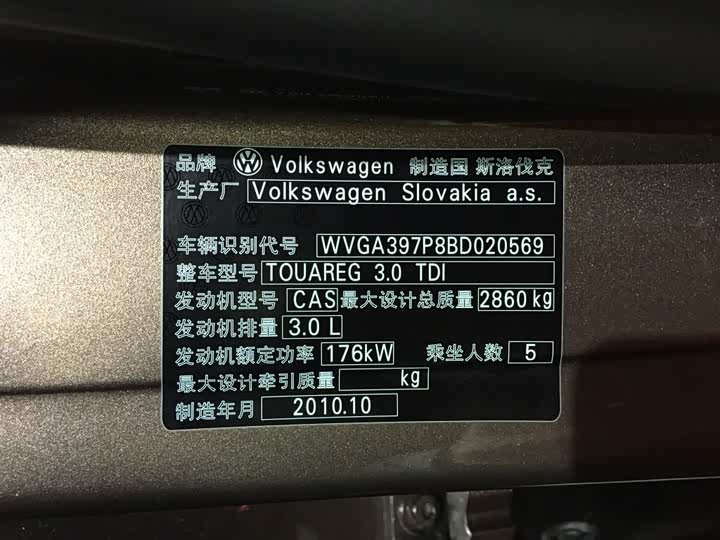 品牌 Volkswagen 制造国 斯洛伐克
生产厂 Volkswagen Slovakia a.s.
车辆识别代号 WVGA397P8BD020569
整车型号 TOUAREG 3.0 TDI
发动机型号 CAS 最大设计总质量 2860 kg
发动机排量 3.0 L
发动机额定功率 176kW 乘坐人数 5
最大设计牵引质量 kg
制造年月 2010.10